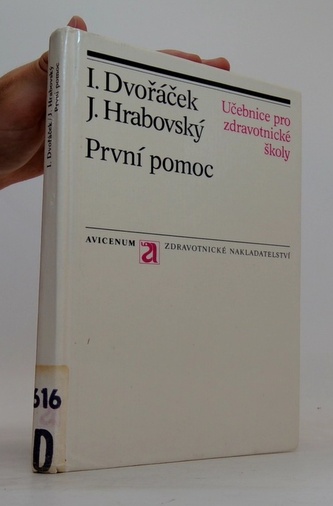 I. Dvořáček
J. Hrabovský
První pomoc
Učebnice pro
zdravotnické
školy
AVICENUM
ZDRAVOTNICKÉ NAKLADATELSTVÍ
I. Dvořáček/J. Hrabovský
První pomoc
616
D